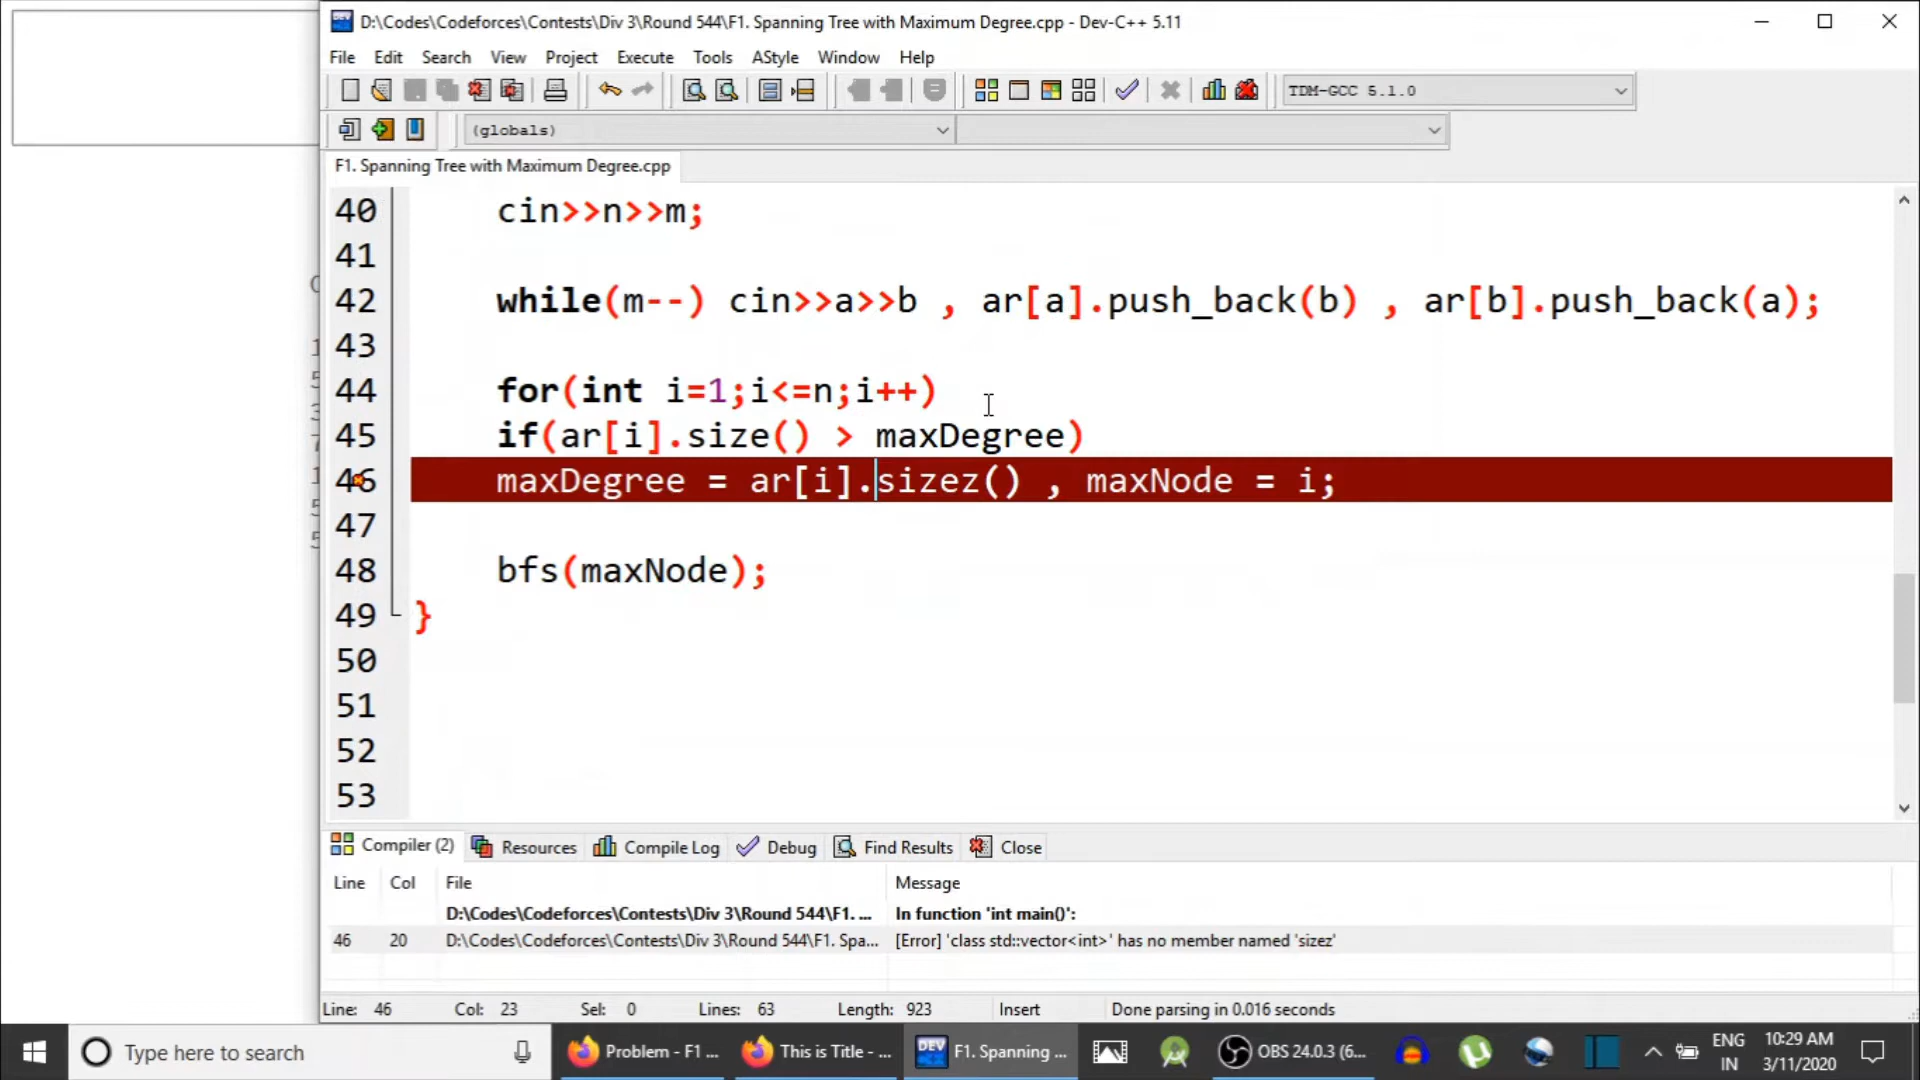 D:\Codes\Codeforces\Contests\Div 3\Round 544\F1. Spanning Tree with Maximum Degree.cpp - Dev-C++ 5.11
File Edit Search View Project Execute Tools AStyle Window Help
TDM-GCC 5.1.0
(globals)
F1. Spanning Tree with Maximum Degree.cpp
40 cin>>n>>m;
41
42 while(m--) cin>>a>>b , ar[a].push_back(b) , ar[b].push_back(a);
43
44 for(int i=1;i<=n;i++)
45 if(ar[i].size() > maxDegree)
46 maxDegree = ar[i].sizez() , maxNode = i;
47
48 bfs(maxNode);
49 }
50
51
52
53
Compiler (2) Resources Compile Log Debug Find Results Close
Line Col File Message
D:\Codes\Codeforces\Contests\Div 3\Round 544\F1. ... In function 'int main()':
46 20 D:\Codes\Codeforces\Contests\Div 3\Round 544\F1. Spa... [Error] 'class std::vector<int>' has no member named 'sizez'
Line: 46 Col: 23 Sel: 0 Lines: 63 Length: 923 Insert Done parsing in 0.016 seconds
Type here to search Problem - F1 ... This is Title - ... DEV F1. Spanning ... OBS 24.0.3 (6... ENG IN 10:29 AM 3/11/2020